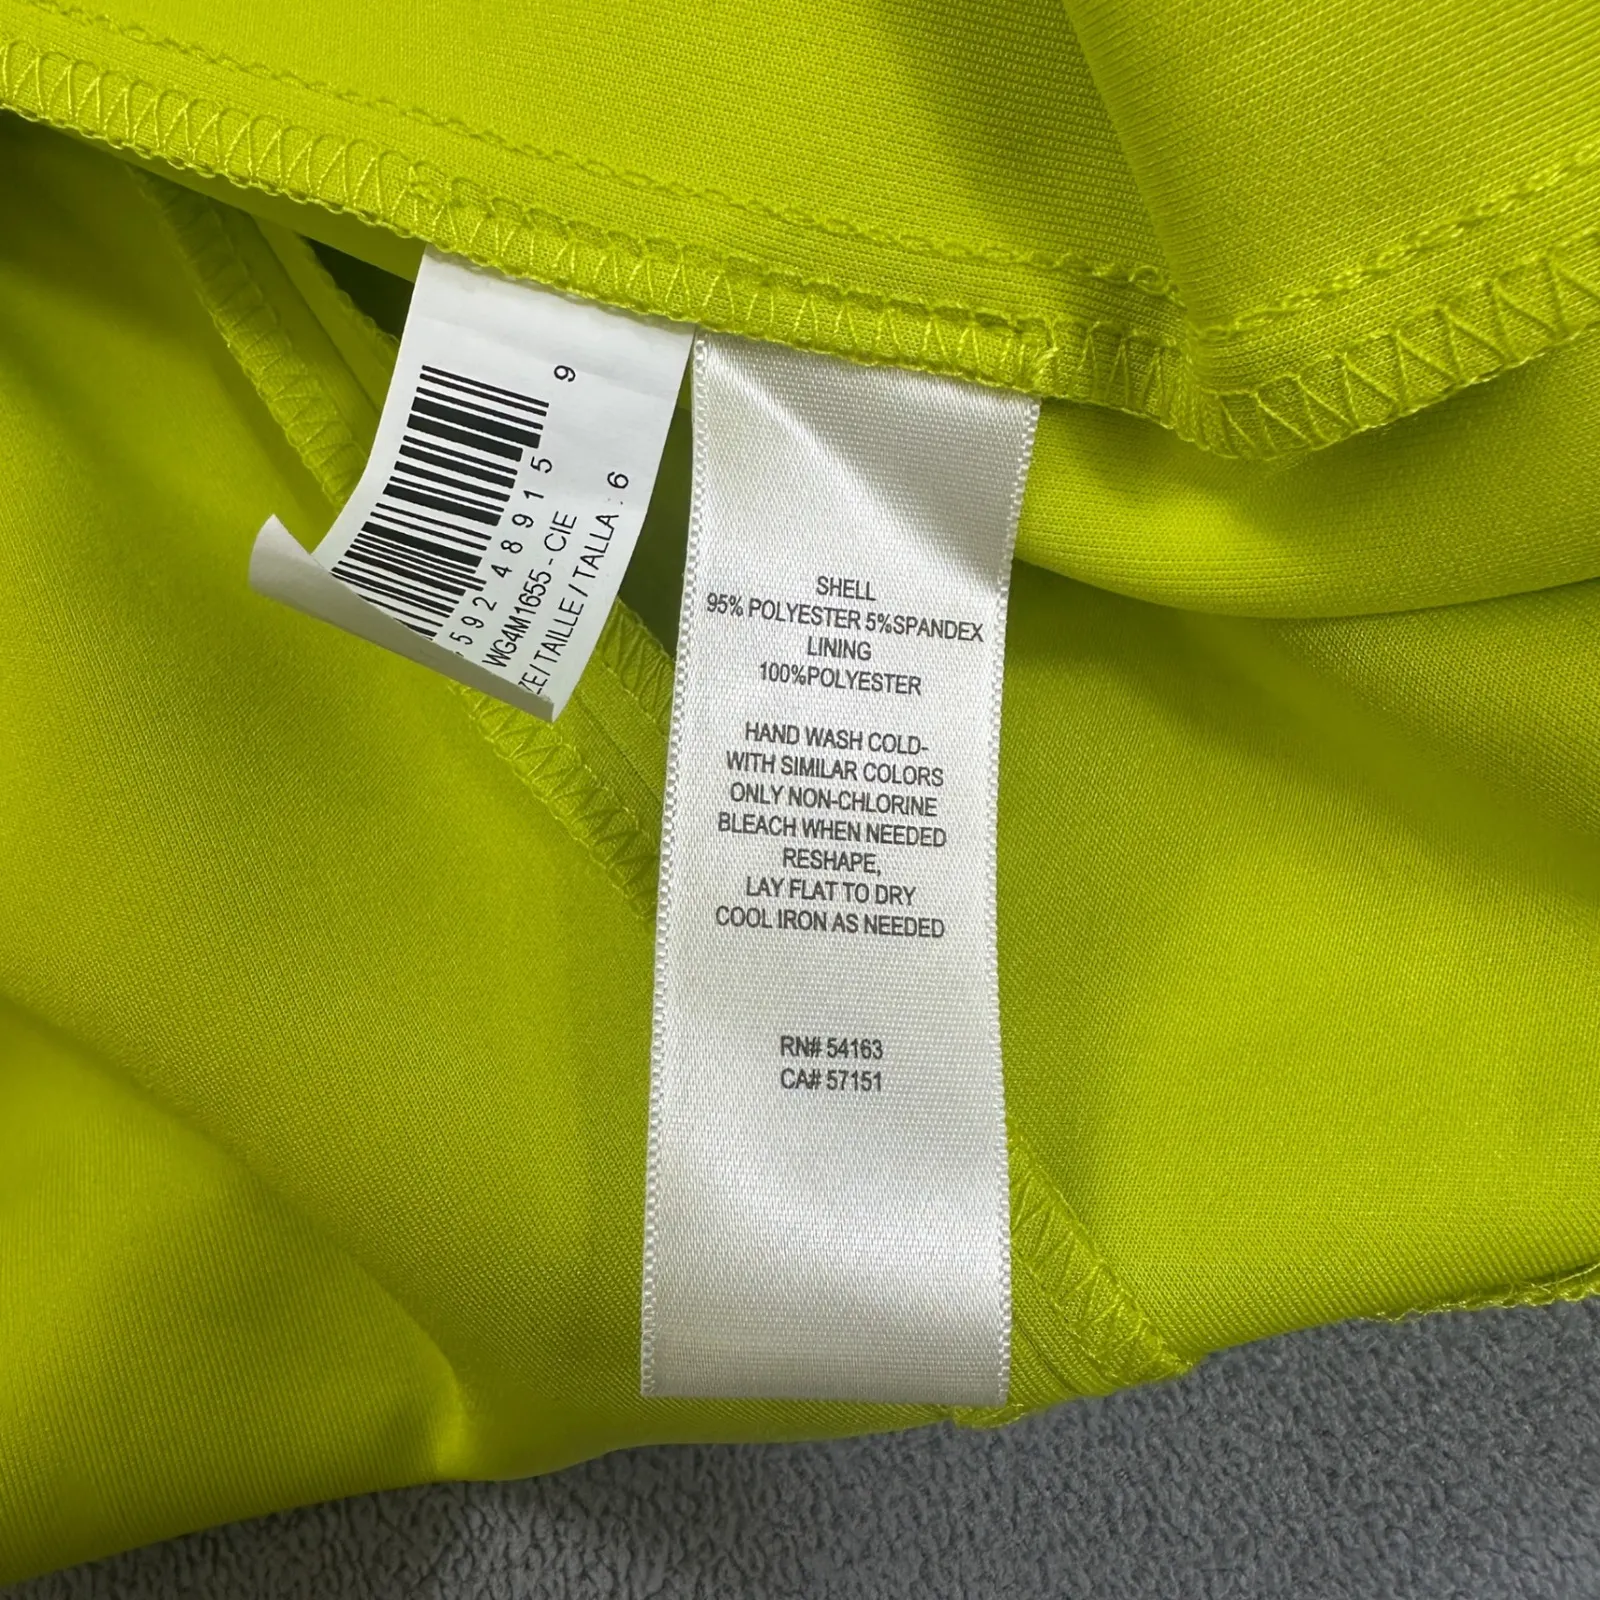 592 48915 9
WG4M1655 - CIE
ZE / TAILLE / TALLA : 6
SHELL
95% POLYESTER 5%SPANDEX
LINING
100%POLYESTER
HAND WASH COLD-
WITH SIMILAR COLORS
ONLY NON-CHLORINE
BLEACH WHEN NEEDED
RESHAPE,
LAY FLAT TO DRY
COOL IRON AS NEEDED
RN# 54163
CA# 57151